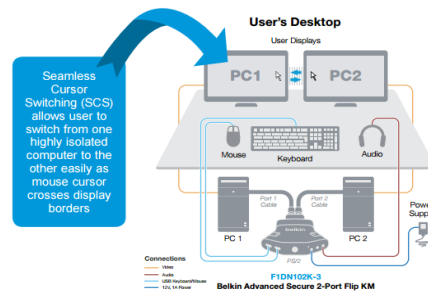 User's Desktop
User Displays
Seamless
Cursor
Switching (SCS)
allows user to
switch from one
highly isolated
computer to the
other easily as
mouse cursor
crosses display
borders
PC1
PC2
Mouse
Keyboard
Audio
Port 1
Cable
Port 2
Cable
Power
Supply
PC 1
belkin
PC 2
PS/2
Connections
Video
Audio
USB Keyboard/Mouse
12V, 1A Power
F1DN102K-3
Belkin Advanced Secure 2-Port Flip KM